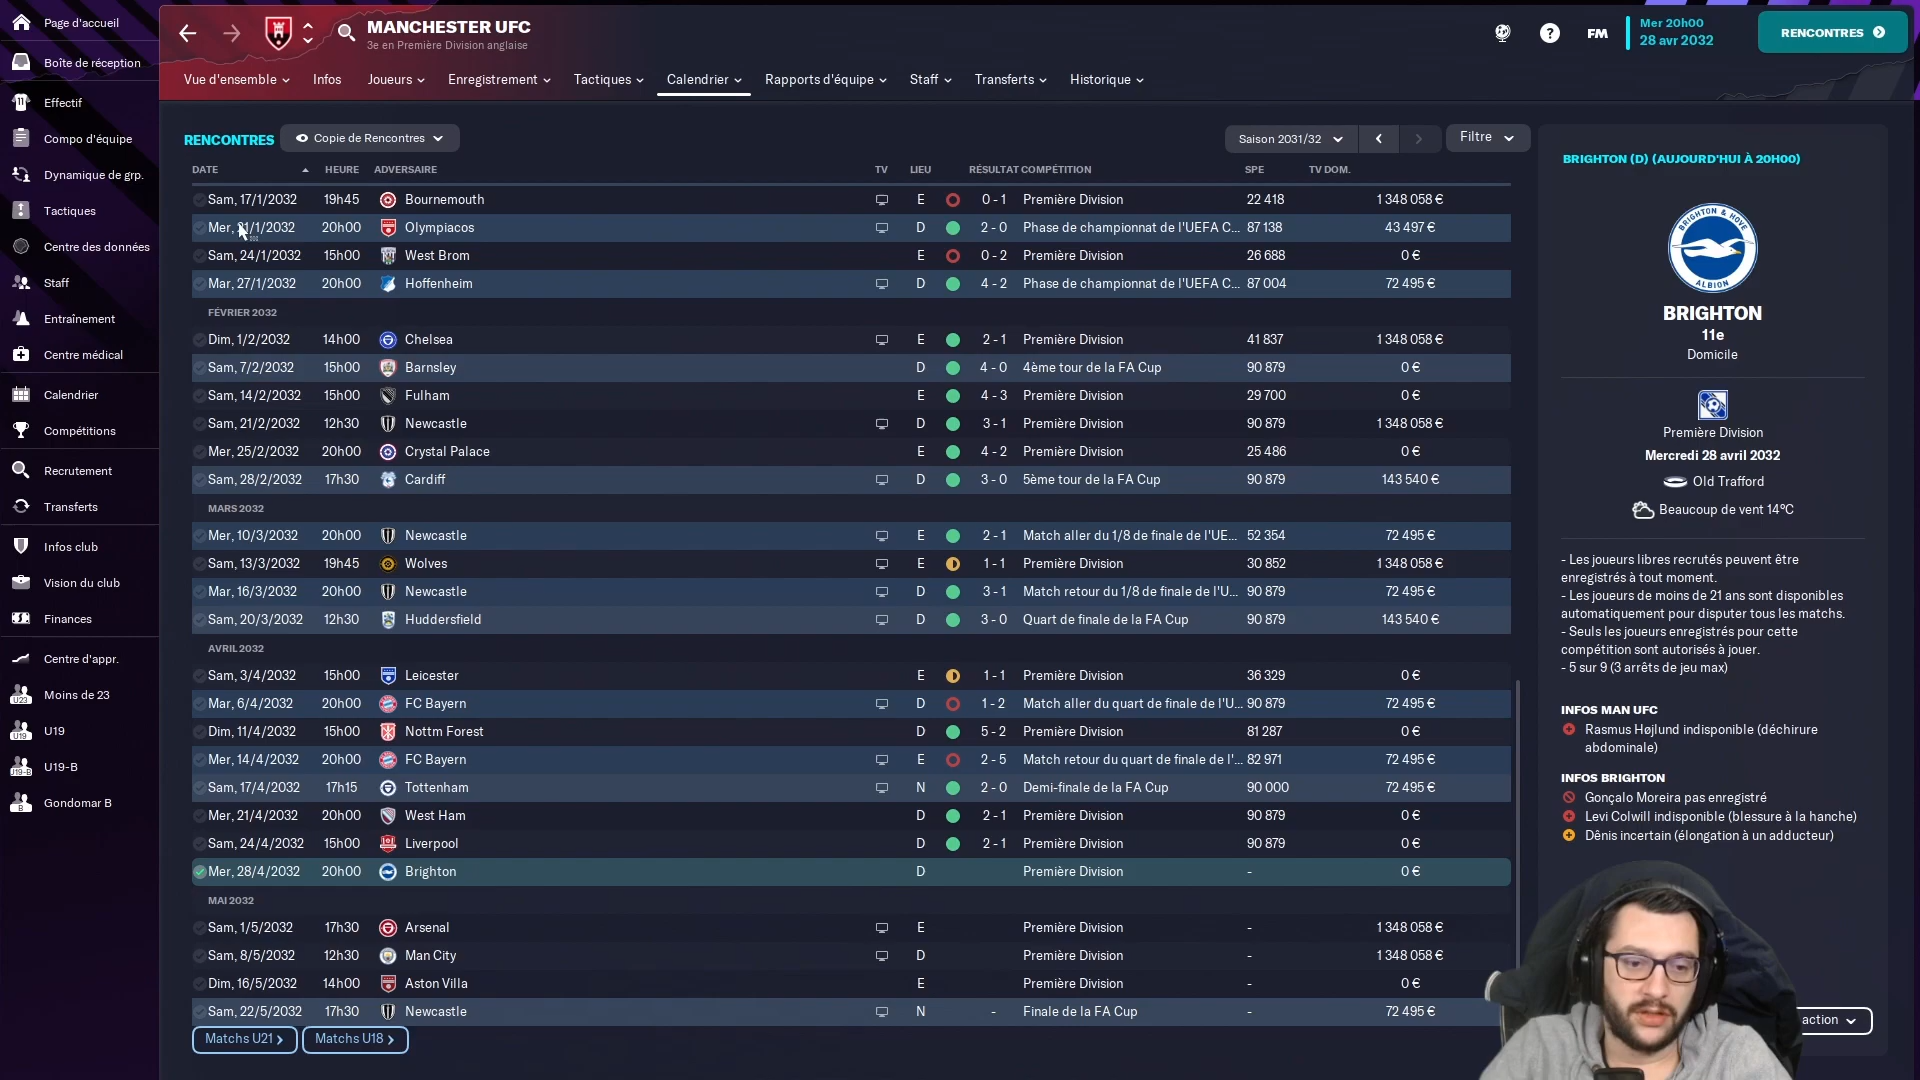 Page d'accueil
Boîte de réception
Effectif
Compo d'équipe
Dynamique de grp.
Tactiques
Centre des données
Staff
Entraînement
Centre médical
Calendrier
Compétitions
Recrutement
Transferts
Infos club
Vision du club
Finances
Centre d'appr.
Moins de 23
U19
U19-B
Gondomar B
MANCHESTER UFC
3e en Première Division anglaise
FM
Mer 20h00
28 avr 2032
RENCONTRES
Vue d'ensemble Infos Joueurs Enregistrement Tactiques Calendrier Rapports d'équipe Staff Transferts Historique
RENCONTRES Copie de Rencontres Saison 2031/32 Filtre
DATE HEURE ADVERSAIRE TV LIEU RÉSULTAT COMPÉTITION SPE TV DOM.
Sam, 17/1/2032 19h45 Bournemouth E 0 - 1 Première Division 22 418 1 348 058 €
Mer, 21/1/2032 20h00 Olympiacos D 2 - 0 Phase de championnat de l'UEFA C... 87 138 43 497 €
Sam, 24/1/2032 15h00 West Brom E 0 - 2 Première Division 26 688 0 €
Mar, 27/1/2032 20h00 Hoffenheim D 4 - 2 Phase de championnat de l'UEFA C... 87 004 72 495 €
FÉVRIER 2032
Dim, 1/2/2032 14h00 Chelsea E 2 - 1 Première Division 41 837 1 348 058 €
Sam, 7/2/2032 15h00 Barnsley D 4 - 0 4ème tour de la FA Cup 90 879 0 €
Sam, 14/2/2032 15h00 Fulham E 4 - 3 Première Division 29 700 0 €
Sam, 21/2/2032 12h30 Newcastle D 3 - 1 Première Division 90 879 1 348 058 €
Mer, 25/2/2032 20h00 Crystal Palace E 4 - 2 Première Division 25 486 0 €
Sam, 28/2/2032 17h30 Cardiff D 3 - 0 5ème tour de la FA Cup 90 879 143 540 €
MARS 2032
Mer, 10/3/2032 20h00 Newcastle E 2 - 1 Match aller du 1/8 de finale de l'UE... 52 354 72 495 €
Sam, 13/3/2032 19h45 Wolves E 1 - 1 Première Division 30 852 1 348 058 €
Mar, 16/3/2032 20h00 Newcastle D 3 - 1 Match retour du 1/8 de finale de l'U... 90 879 72 495 €
Sam, 20/3/2032 12h30 Huddersfield D 3 - 0 Quart de finale de la FA Cup 90 879 143 540 €
AVRIL 2032
Sam, 3/4/2032 15h00 Leicester E 1 - 1 Première Division 36 329 0 €
Mar, 6/4/2032 20h00 FC Bayern D 1 - 2 Match aller du quart de finale de l'U... 90 879 72 495 €
Dim, 11/4/2032 15h00 Nottm Forest D 5 - 2 Première Division 81 287 0 €
Mer, 14/4/2032 20h00 FC Bayern E 2 - 5 Match retour du quart de finale de l'... 82 971 72 495 €
Sam, 17/4/2032 17h15 Tottenham N 2 - 0 Demi-finale de la FA Cup 90 000 72 495 €
Mer, 21/4/2032 20h00 West Ham D 2 - 1 Première Division 90 879 0 €
Sam, 24/4/2032 15h00 Liverpool D 2 - 1 Première Division 90 879 0 €
Mer, 28/4/2032 20h00 Brighton D Première Division - 0 €
MAI 2032
Sam, 1/5/2032 17h30 Arsenal E Première Division - 1 348 058 €
Sam, 8/5/2032 12h30 Man City D Première Division - 1 348 058 €
Dim, 16/5/2032 14h00 Aston Villa E Première Division - 0 €
Sam, 22/5/2032 17h30 Newcastle N - Finale de la FA Cup - 72 495 €
Matchs U21 Matchs U18
BRIGHTON (D) (AUJOURD'HUI À 20H00)
BRIGHTON & HOVE
ALBION
BRIGHTON
11e
Domicile
Première Division
Mercredi 28 avril 2032
Old Trafford
Beaucoup de vent 14°C
- Les joueurs libres recrutés peuvent être
enregistrés à tout moment.
- Les joueurs de moins de 21 ans sont disponibles
automatiquement pour disputer tous les matchs.
- Seuls les joueurs enregistrés pour cette
compétition sont autorisés à jouer.
- 5 sur 9 (3 arrêts de jeu max)
INFOS MAN UFC
Rasmus Højlund indisponible (déchirure
abdominale)
INFOS BRIGHTON
Gonçalo Moreira pas enregistré
Levi Colwill indisponible (blessure à la hanche)
Dênis incertain (élongation à un adducteur)
action